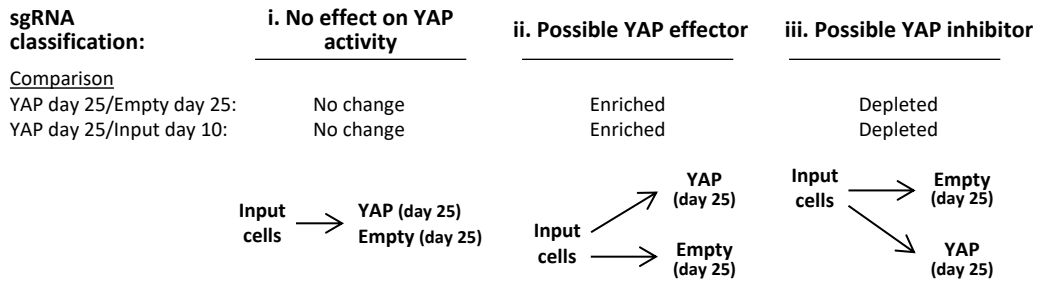 sgRNA classification:
i. No effect on YAP activity
ii. Possible YAP effector
iii. Possible YAP inhibitor
Comparison
YAP day 25/Empty day 25: No change Enriched Depleted
YAP day 25/Input day 10: No change Enriched Depleted
Input cells
YAP (day 25)
Empty (day 25)
Input cells
YAP (day 25)
Empty (day 25)
Input cells
Empty (day 25)
YAP (day 25)